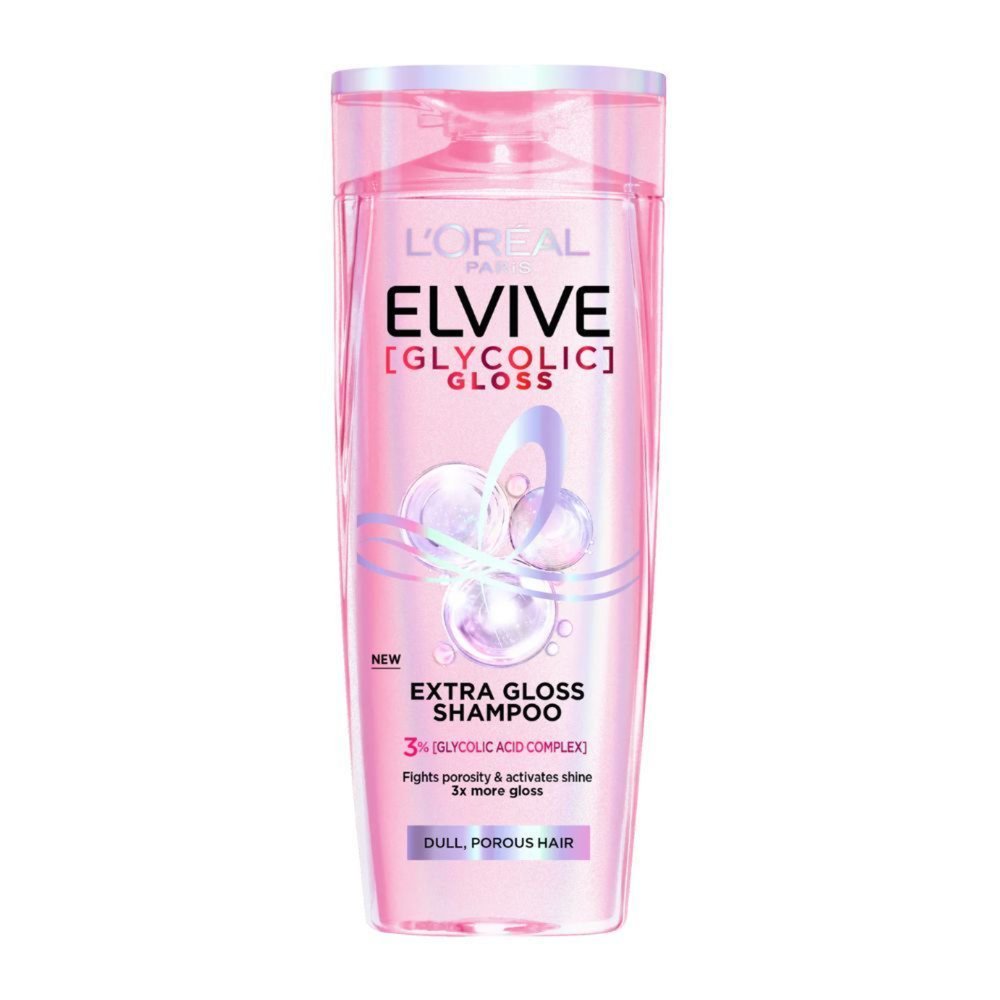 L'ORÉAL
PARIS
ELVIVE
[GLYCOLIC]
GLOSS
NEW
EXTRA GLOSS
SHAMPOO
3% [GLYCOLIC ACID COMPLEX]
Fights porosity & activates shine
3x more gloss
DULL, POROUS HAIR